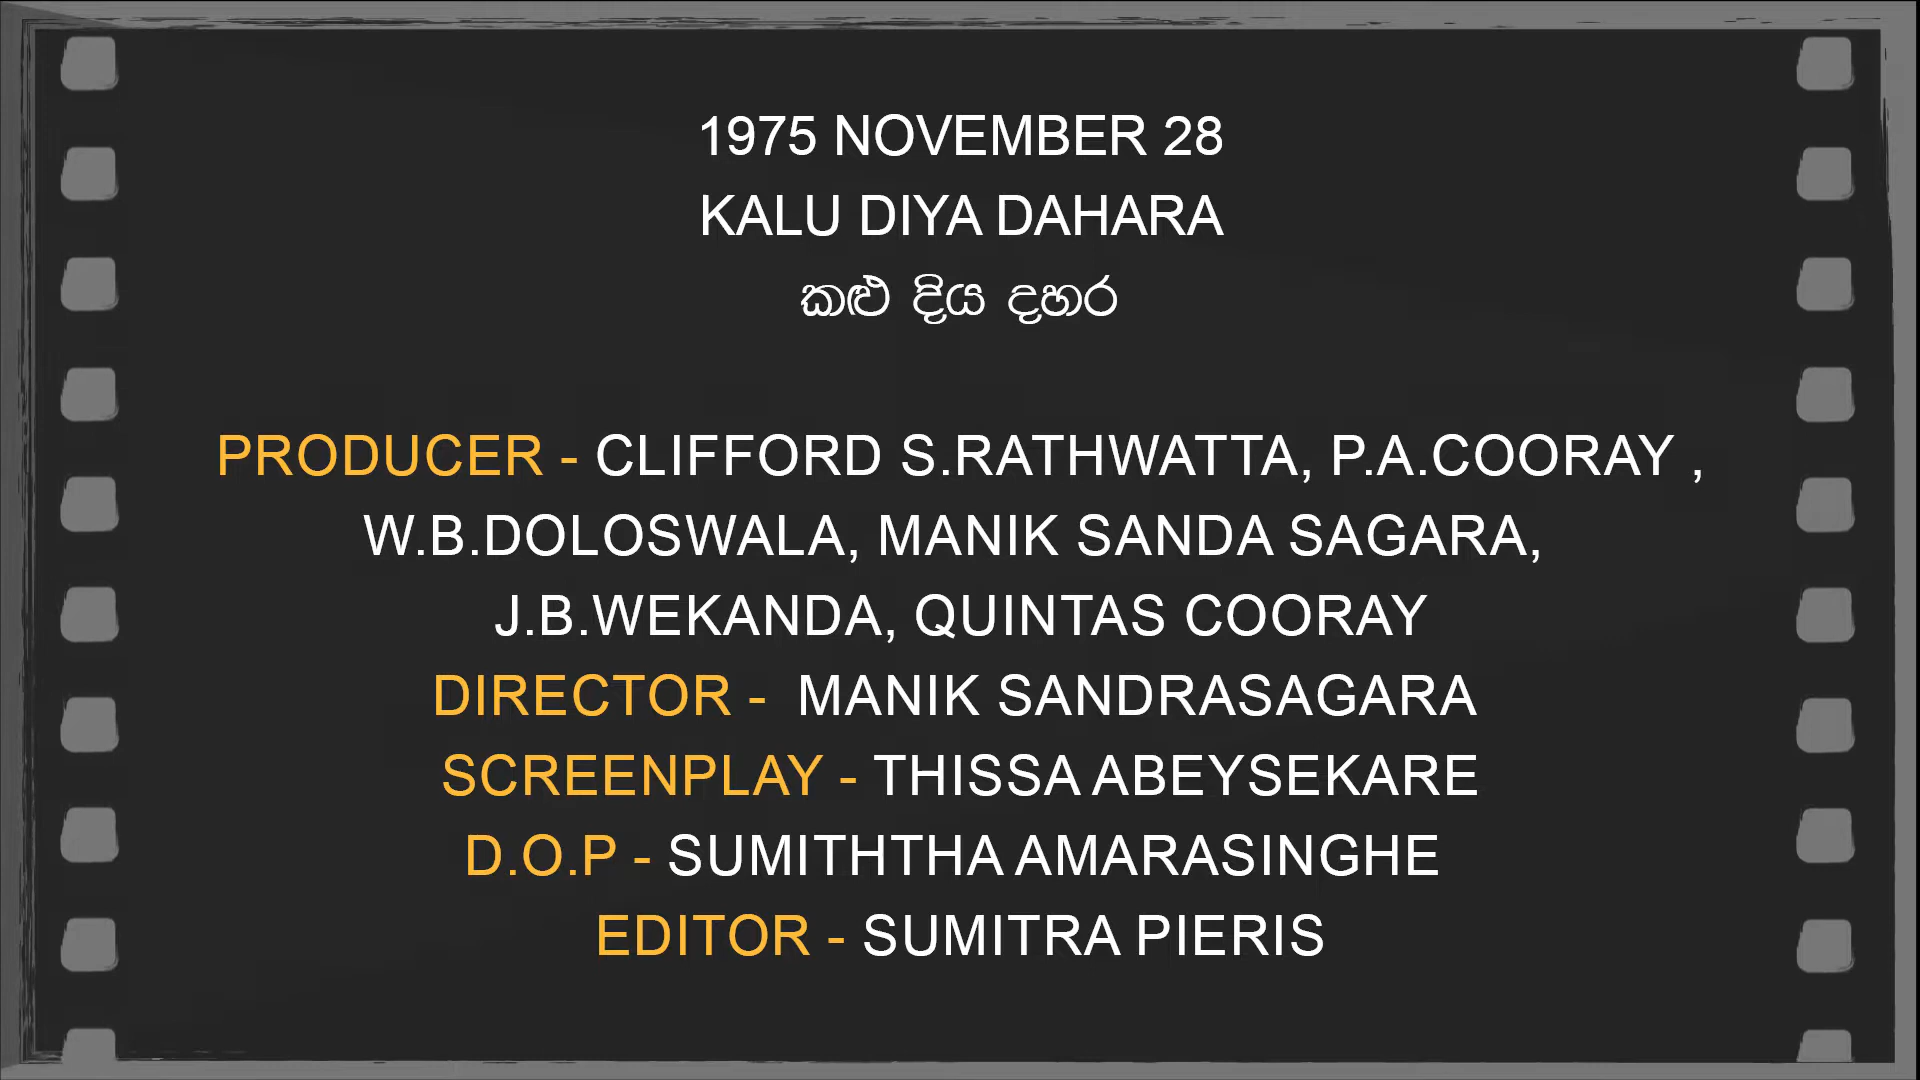 1975 NOVEMBER 28
KALU DIYA DAHARA
කළු දිය දහර
PRODUCER - CLIFFORD S.RATHWATTA, P.A.COORAY ,
W.B.DOLOSWALA, MANIK SANDA SAGARA,
J.B.WEKANDA, QUINTAS COORAY
DIRECTOR - MANIK SANDRASAGARA
SCREENPLAY - THISSA ABEYSEKARE
D.O.P - SUMITHTHA AMARASINGHE
EDITOR - SUMITRA PIERIS